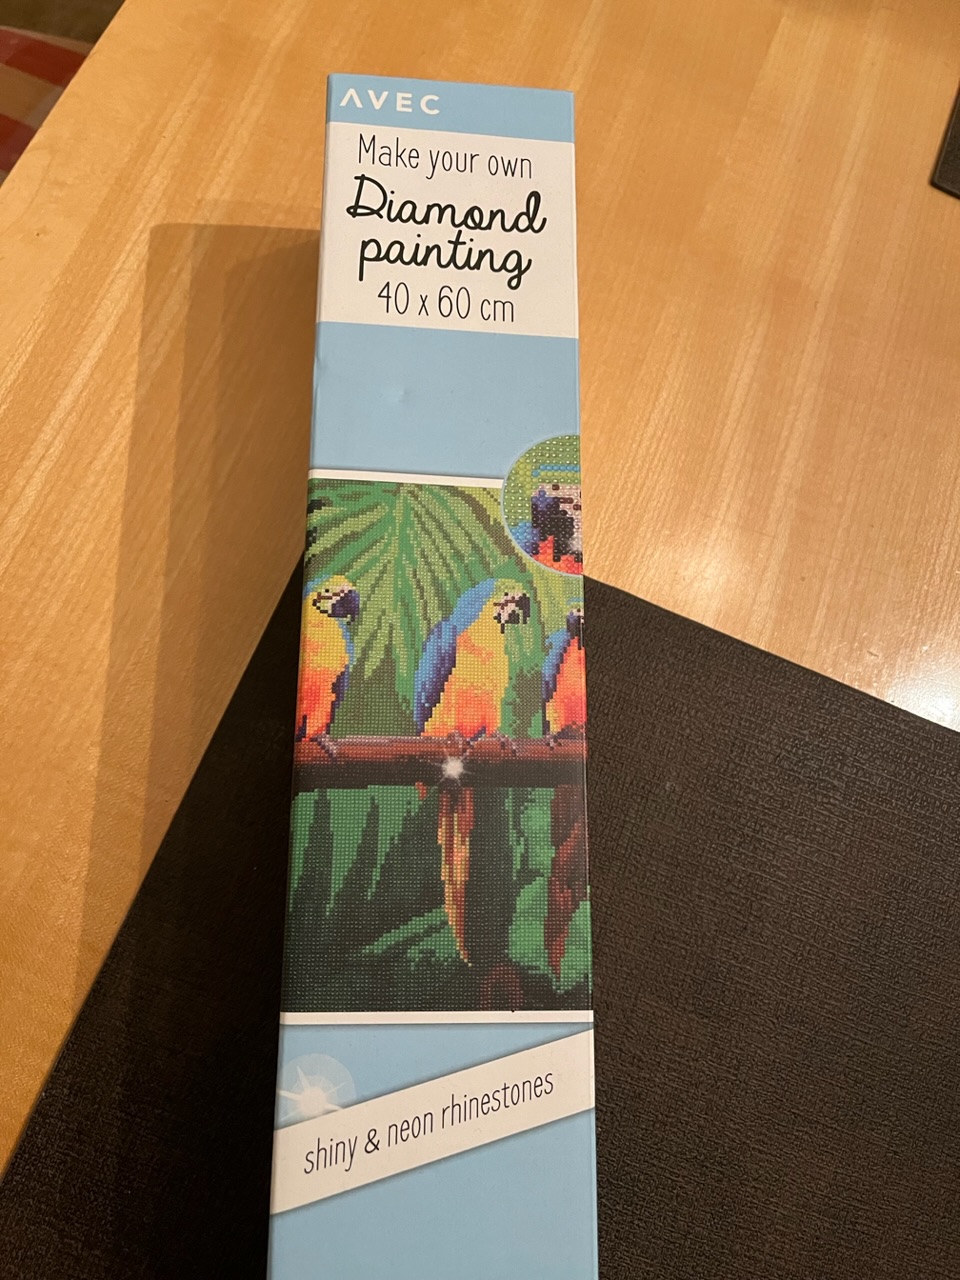 AVEC
Make your own
Diamond
painting
40 x 60 cm
shiny & neon rhinestones